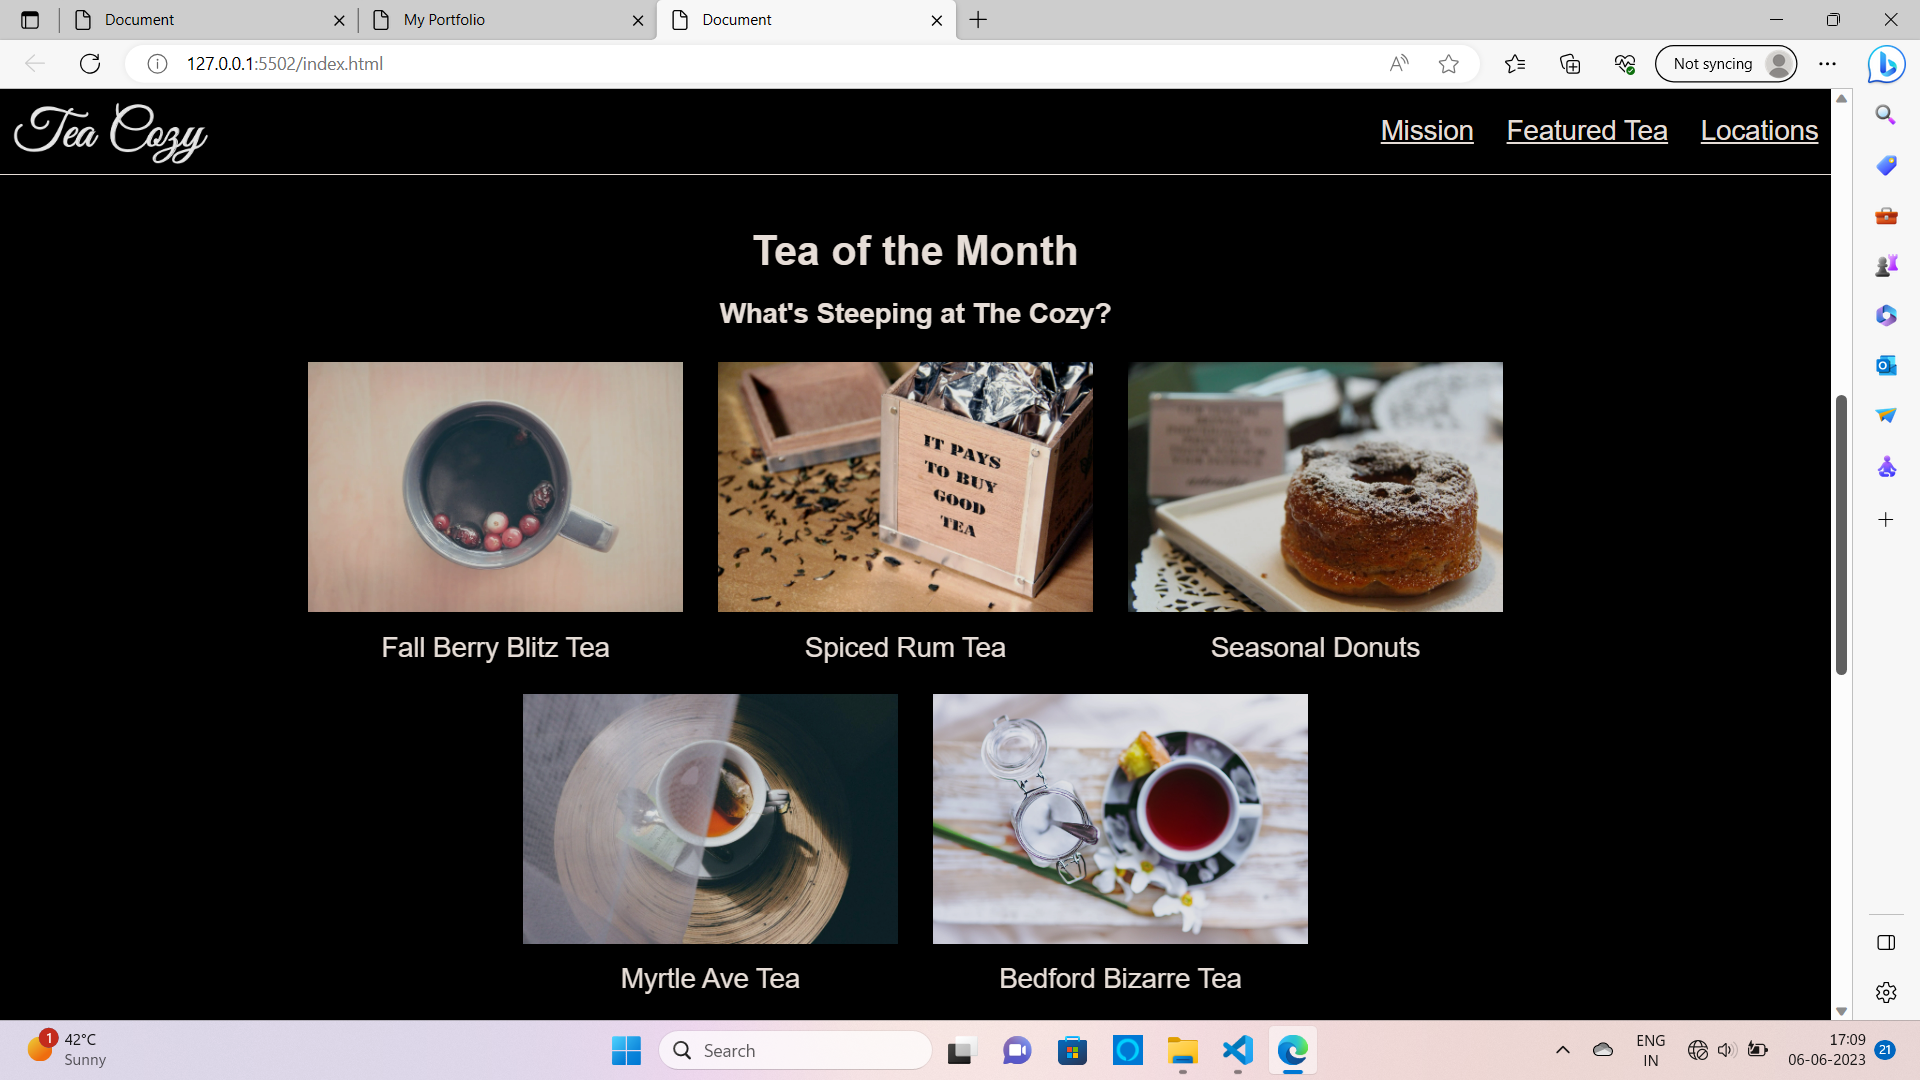 Document
My Portfolio
Document
127.0.0.1:5502/index.html
Not syncing
Tea Cozy
Mission
Featured Tea
Locations
Tea of the Month
What's Steeping at The Cozy?
IT PAYS
TO BUY
GOOD
TEA
Fall Berry Blitz Tea
Spiced Rum Tea
Seasonal Donuts
Myrtle Ave Tea
Bedford Bizarre Tea
1
42°C
Sunny
Search
ENG
IN
17:09
06-06-2023
21